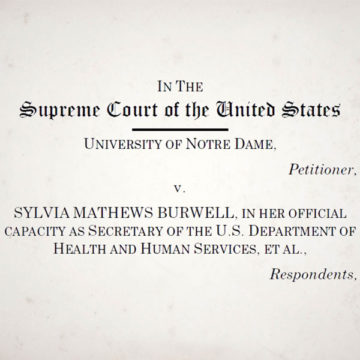 In The
Supreme Court of the United States
University of Notre Dame,
Petitioner,
v.
SYLVIA MATHEWS BURWELL, in her official
capacity as Secretary of the U.S. Department of
Health and Human Services, et al.,
Respondents,